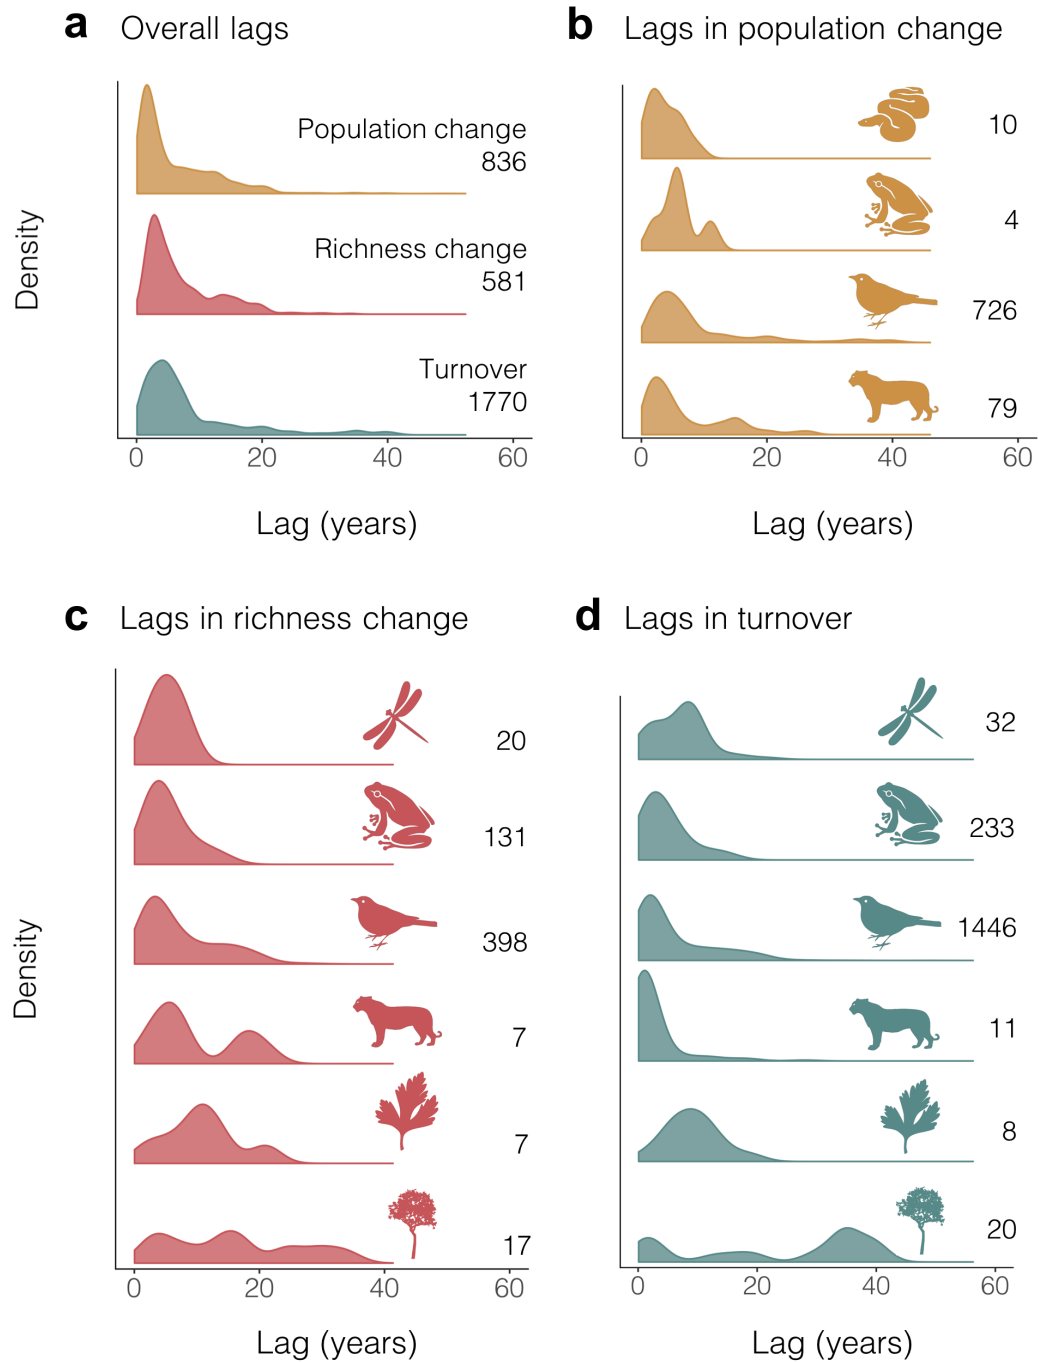 a Overall lags
Population change
836
Richness change
581
Turnover
1770
Density
0 20 40 60
Lag (years)
b Lags in population change
10
4
726
79
0 20 40 60
Lag (years)
c Lags in richness change
20
131
398
7
7
17
Density
0 20 40 60
Lag (years)
d Lags in turnover
32
233
1446
11
8
20
0 20 40 60
Lag (years)